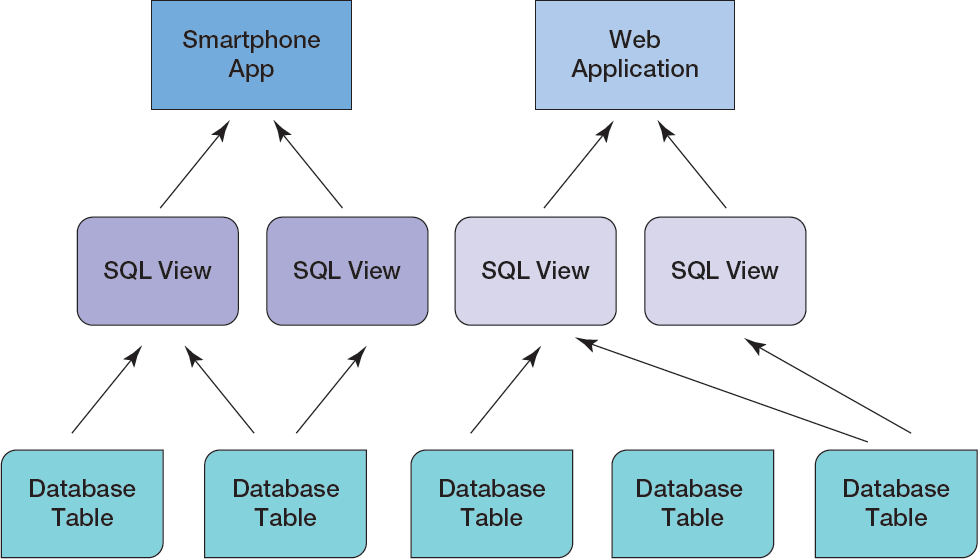 Smartphone
App
Web
Application
SQL View
SQL View
SQL View
SQL View
Database
Table
Database
Table
Database
Table
Database
Table
Database
Table